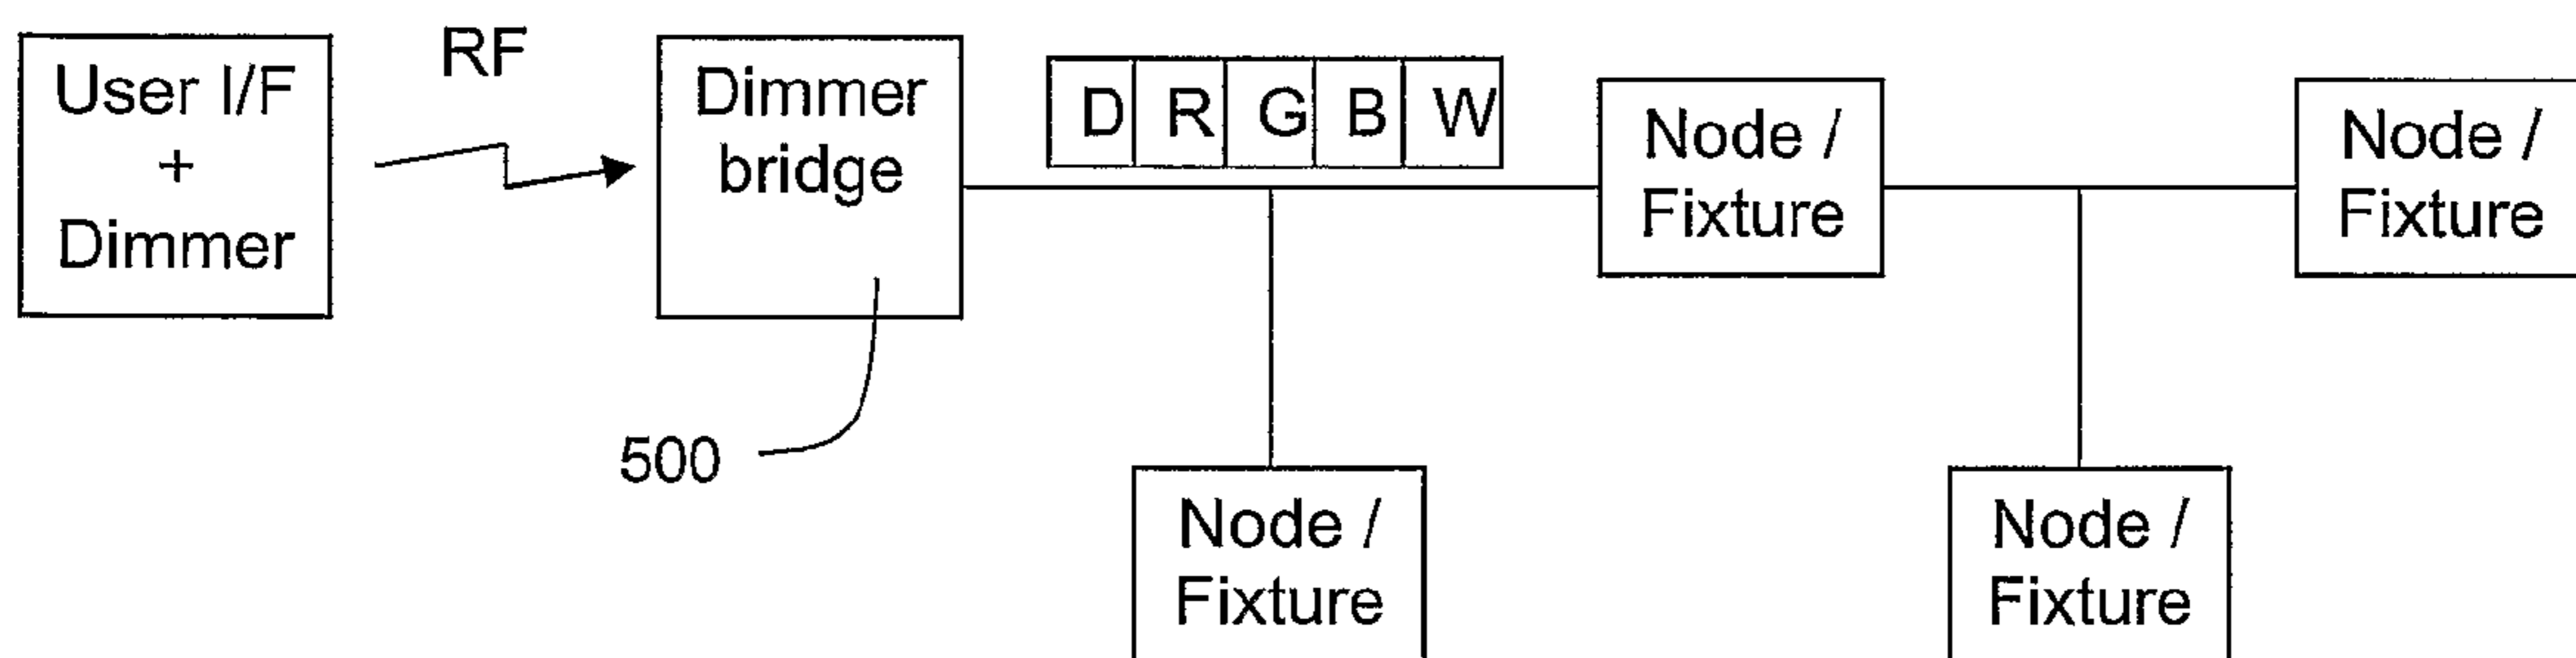 User I/F
+
Dimmer
RF
Dimmer
bridge
D R G B W
Node /
Fixture
Node /
Fixture
500
Node /
Fixture
Node /
Fixture